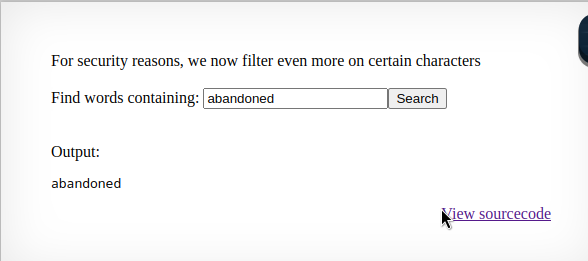 For security reasons, we now filter even more on certain characters
Find words containing: abandoned Search
Output:
abandoned
View sourcecode